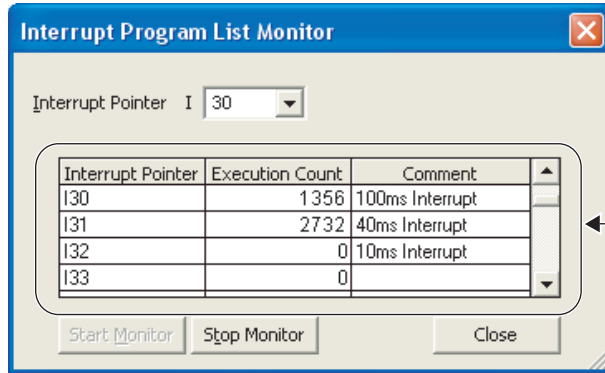 Interrupt Program List Monitor
Interrupt Pointer I 30
Interrupt Pointer Execution Count Comment
I30 1356 100ms Interrupt
I31 2732 40ms Interrupt
I32 0 10ms Interrupt
I33 0
Start Monitor Stop Monitor Close